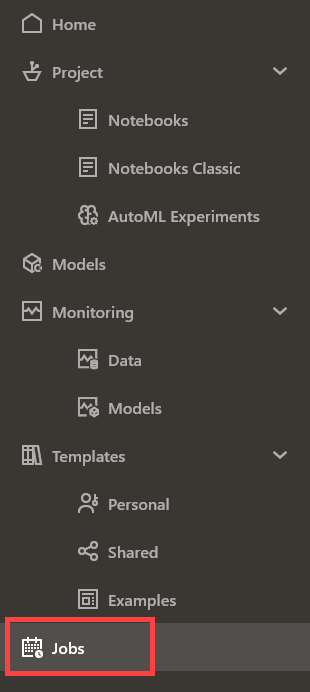 Home
Project
Notebooks
Notebooks Classic
AutoML Experiments
Models
Monitoring
Data
Models
Templates
Personal
Shared
Examples
Jobs